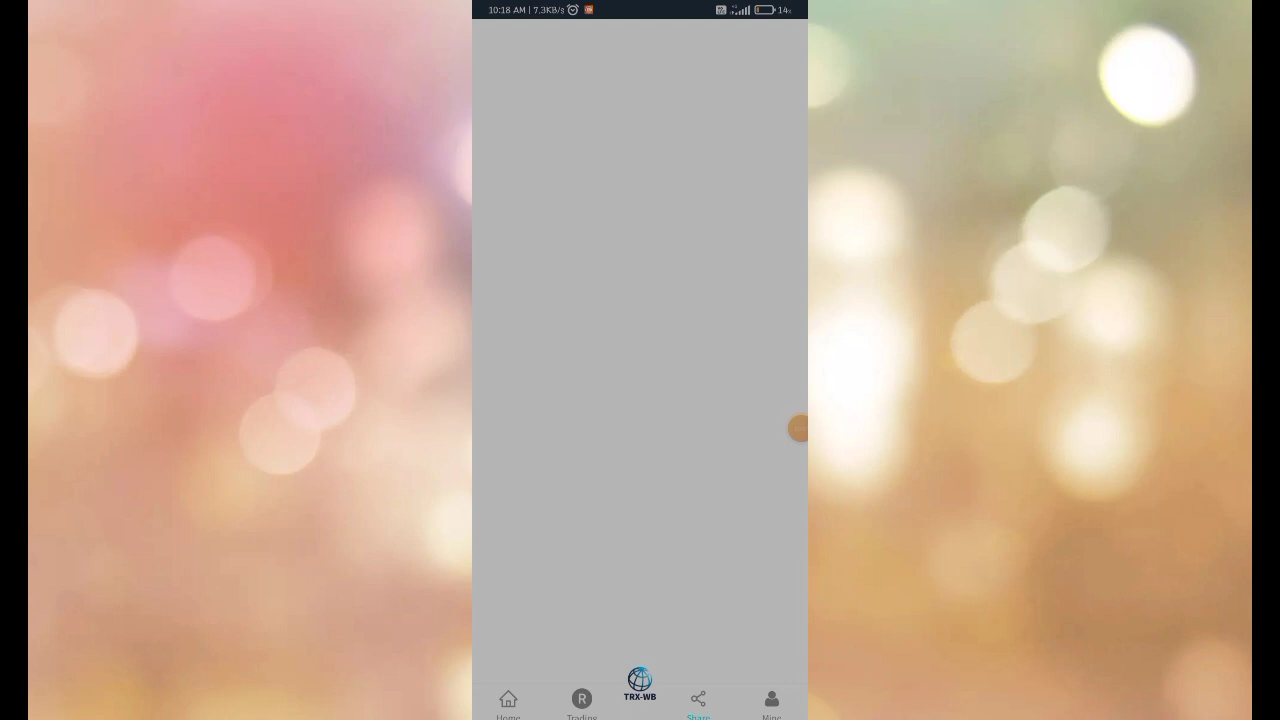 10:18 AM | 7.3KB/s
14%
TRX-WB
Home
Trading
Share
Mine